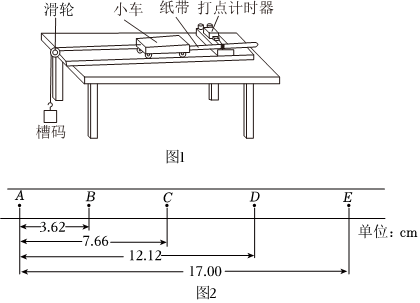 滑轮 小车 纸带 打点计时器
槽码
图1
A B C D E
3.62
7.66
12.12
17.00
单位：cm
图2